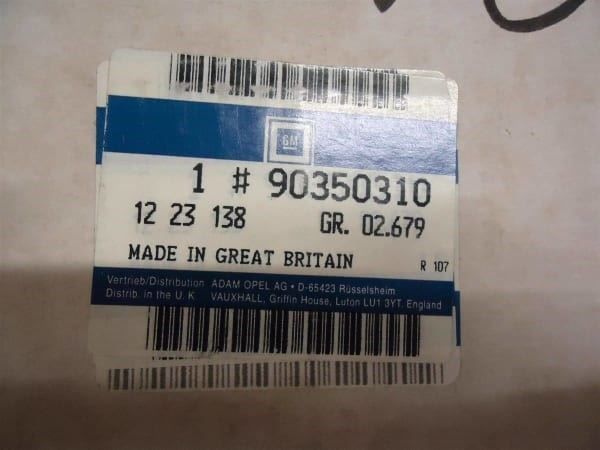 GM
1 # 90350310
12 23 138 GR. 02.679
MADE IN GREAT BRITAIN R 107
Vertrieb/Distribution ADAM OPEL AG • D-65423 Rüsselsheim
Distrib. in the U. K. VAUXHALL, Griffin House, Luton LU1 3YT. England